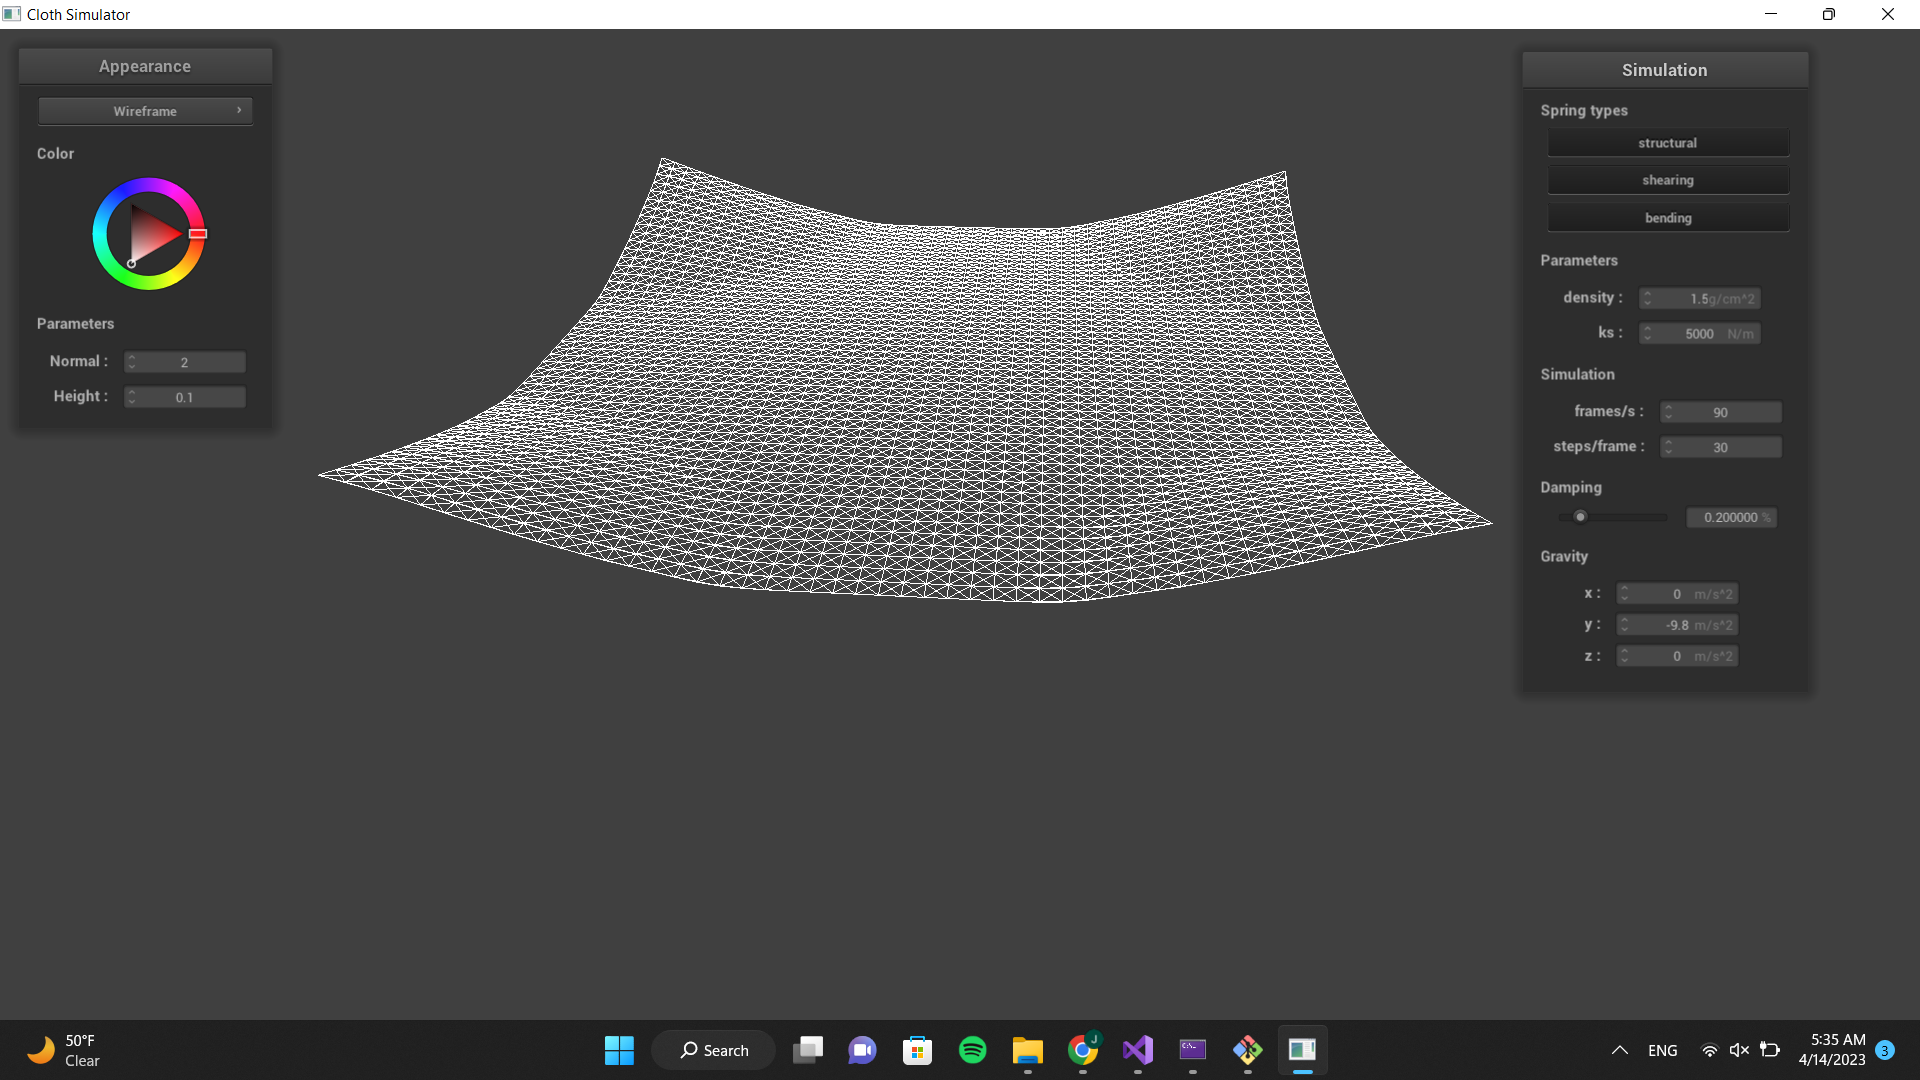 Cloth Simulator
Appearance
Wireframe
Color
Parameters
Normal : 2
Height : 0.1
Simulation
Spring types
structural
shearing
bending
Parameters
density : 1.5 g/cm^2
ks : 5000 N/m
Simulation
frames/s : 90
steps/frame : 30
Damping
0.200000 %
Gravity
x : 0 m/s^2
y : -9.8 m/s^2
z : 0 m/s^2
50°F
Clear
Search
J
C:\_
ENG
5:35 AM
4/14/2023
3